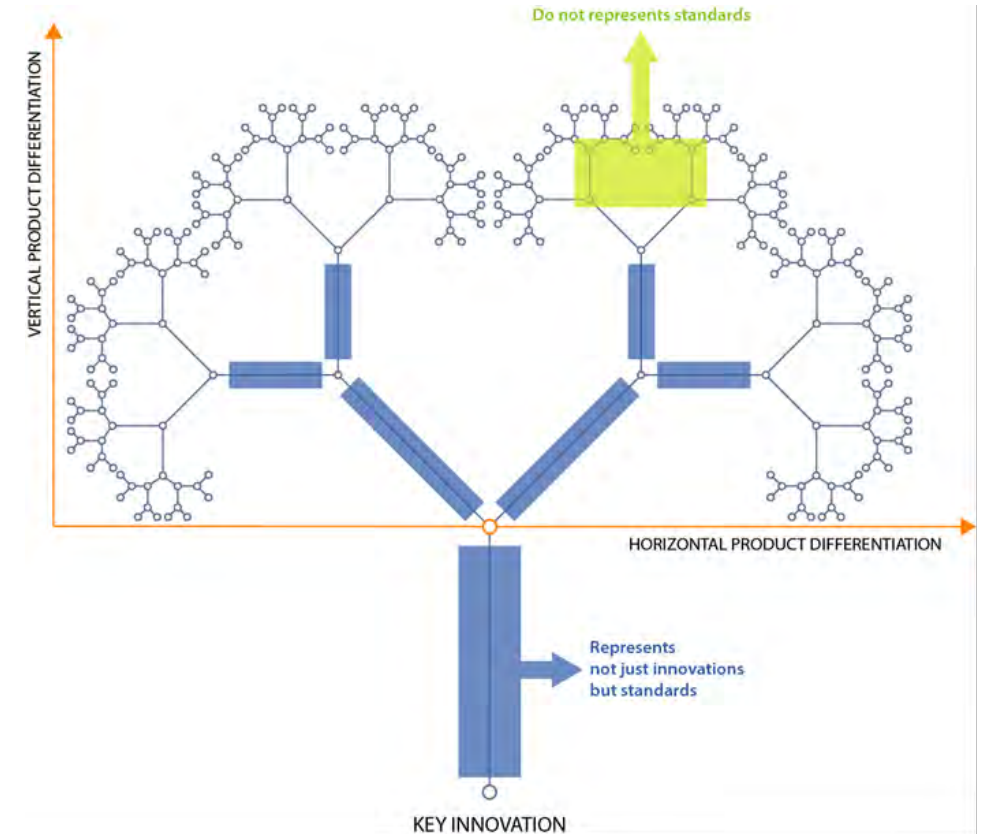 Do not represents standards
VERTICAL PRODUCT DIFFERENTIATION
HORIZONTAL PRODUCT DIFFERENTIATION
Represents
not just innovations
but standards
KEY INNOVATION